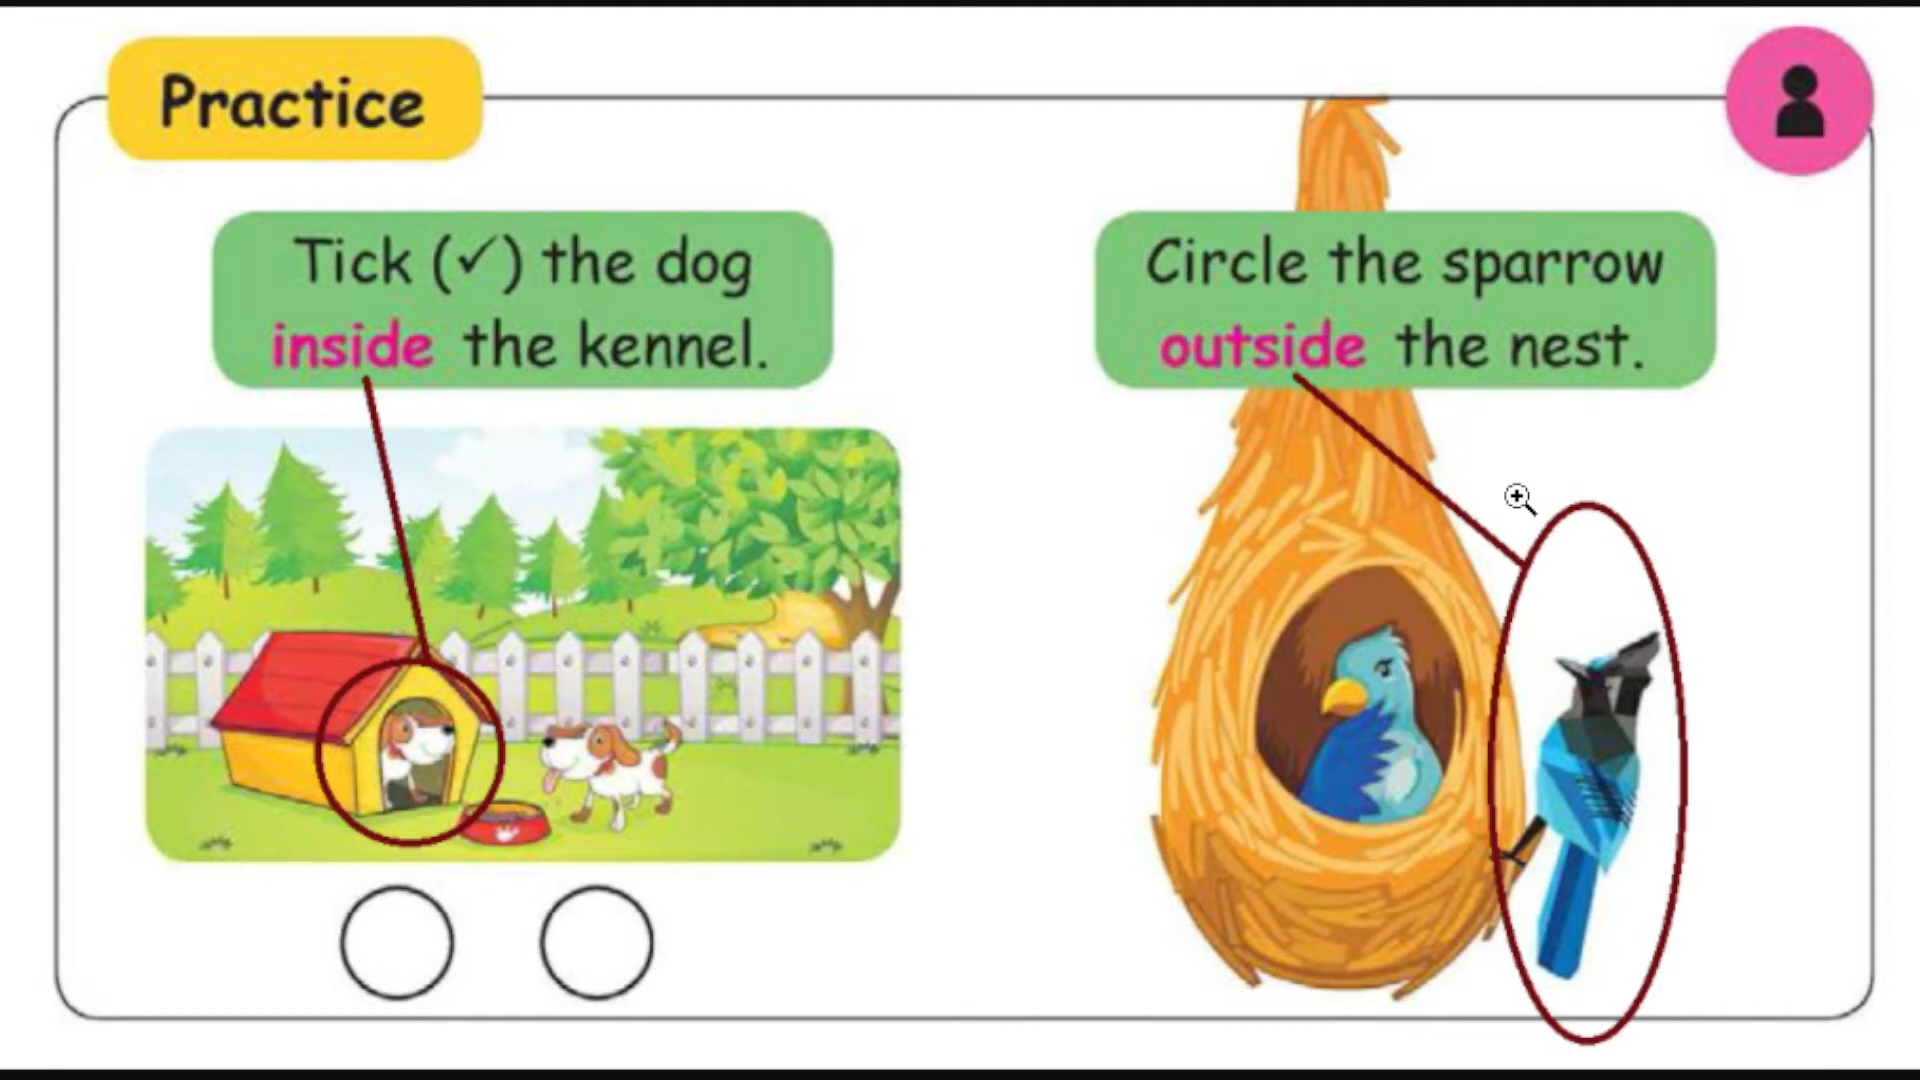 Practice
Tick (✓) the dog
inside the kennel.
Circle the sparrow
outside the nest.